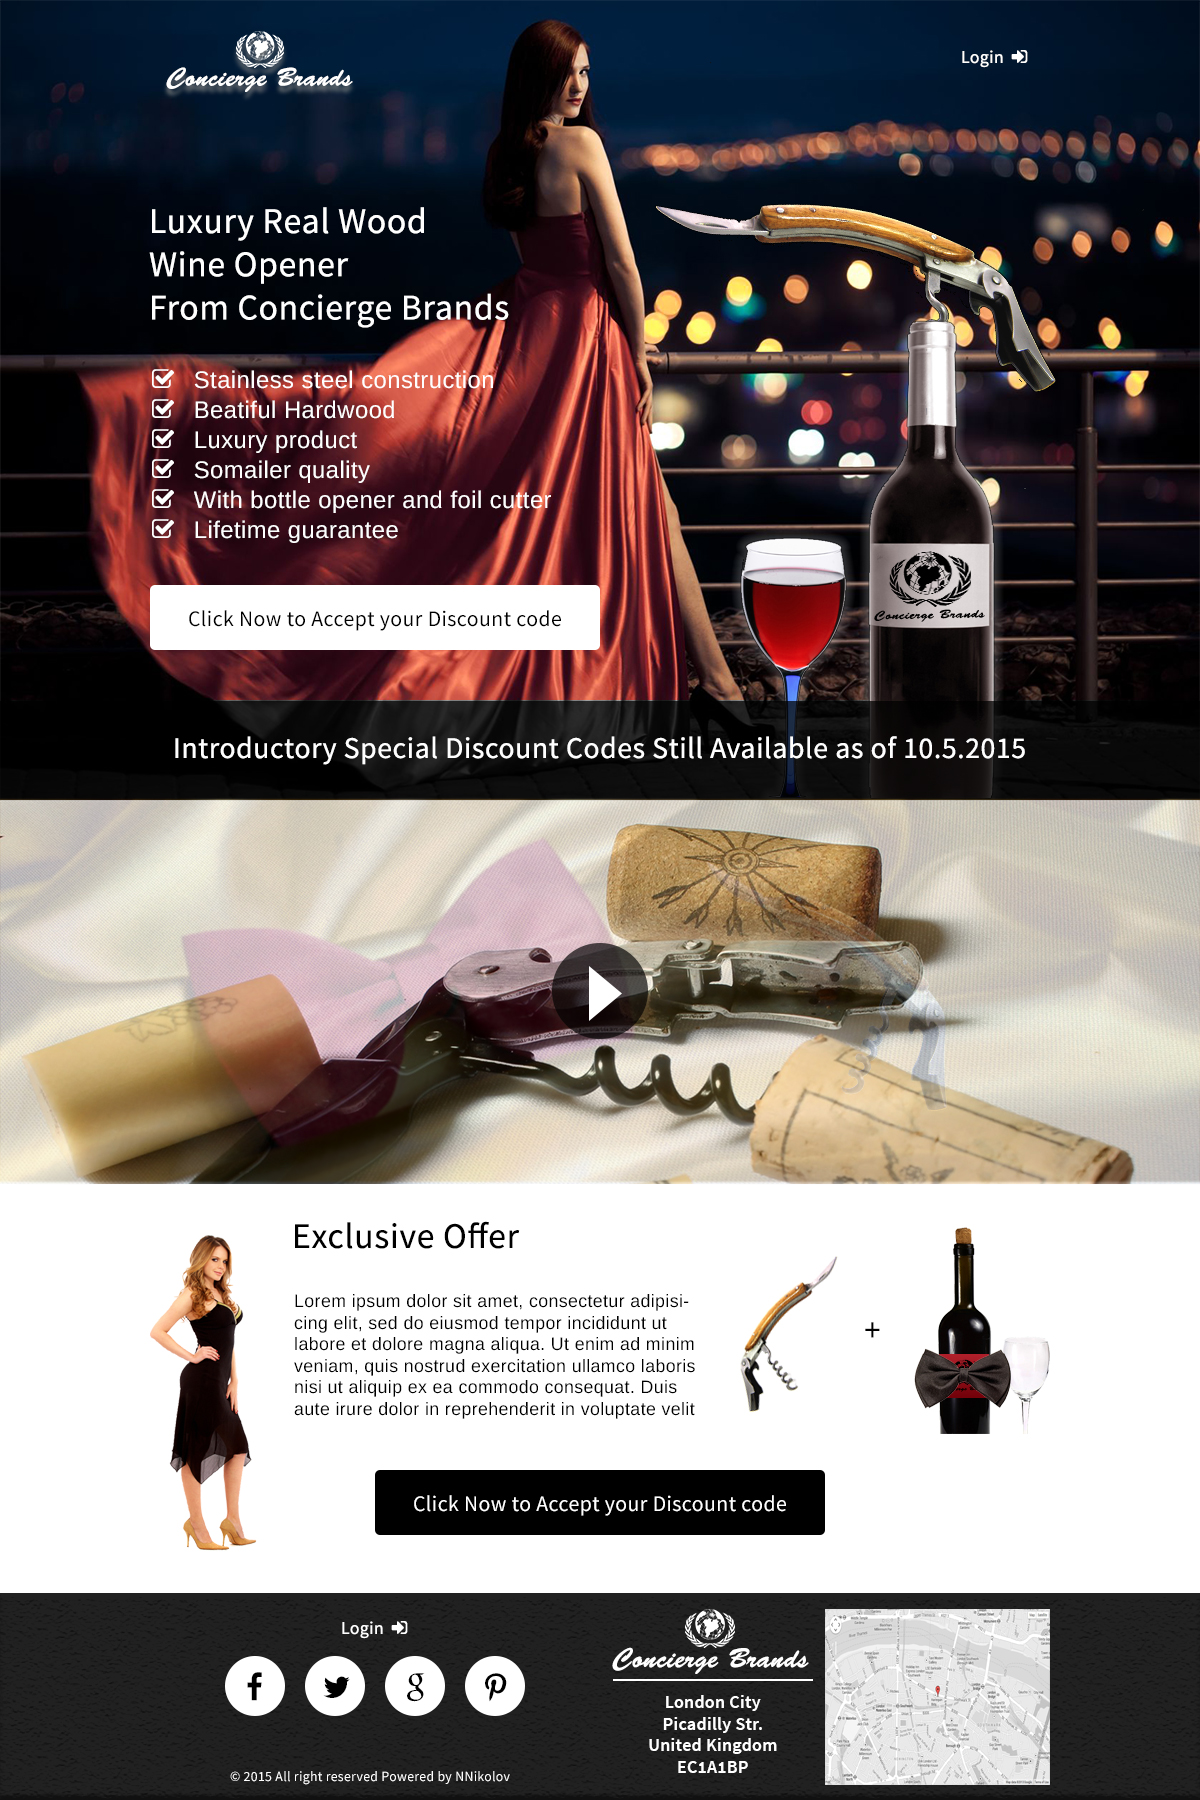 Concierge Brands
Login
Luxury Real Wood
Wine Opener
From Concierge Brands
Stainless steel construction
Beatiful Hardwood
Luxury product
Somailer quality
With bottle opener and foil cutter
Lifetime guarantee
Click Now to Accept your Discount code
Concierge Brands
Introductory Special Discount Codes Still Available as of 10.5.2015
Exclusive Offer
Lorem ipsum dolor sit amet, consectetur adipisi-
cing elit, sed do eiusmod tempor incididunt ut
labore et dolore magna aliqua. Ut enim ad minim
veniam, quis nostrud exercitation ullamco laboris
nisi ut aliquip ex ea commodo consequat. Duis
aute irure dolor in reprehenderit in voluptate velit
+
Click Now to Accept your Discount code
Login
Concierge Brands
London City
Picadilly Str.
United Kingdom
EC1A1BP
© 2015 All right reserved Powered by NNikolov